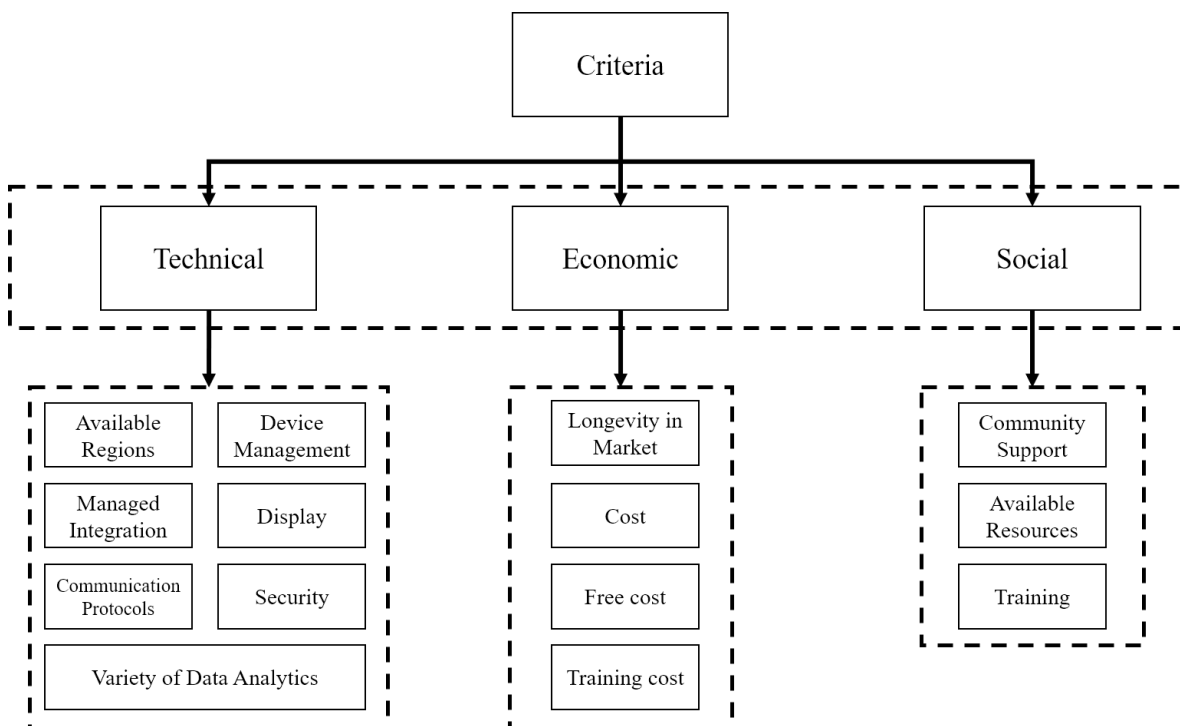 Criteria
Technical
Economic
Social
Available
Regions
Device
Management
Managed
Integration
Display
Communication
Protocols
Security
Variety of Data Analytics
Longevity in
Market
Cost
Free cost
Training cost
Community
Support
Available
Resources
Training